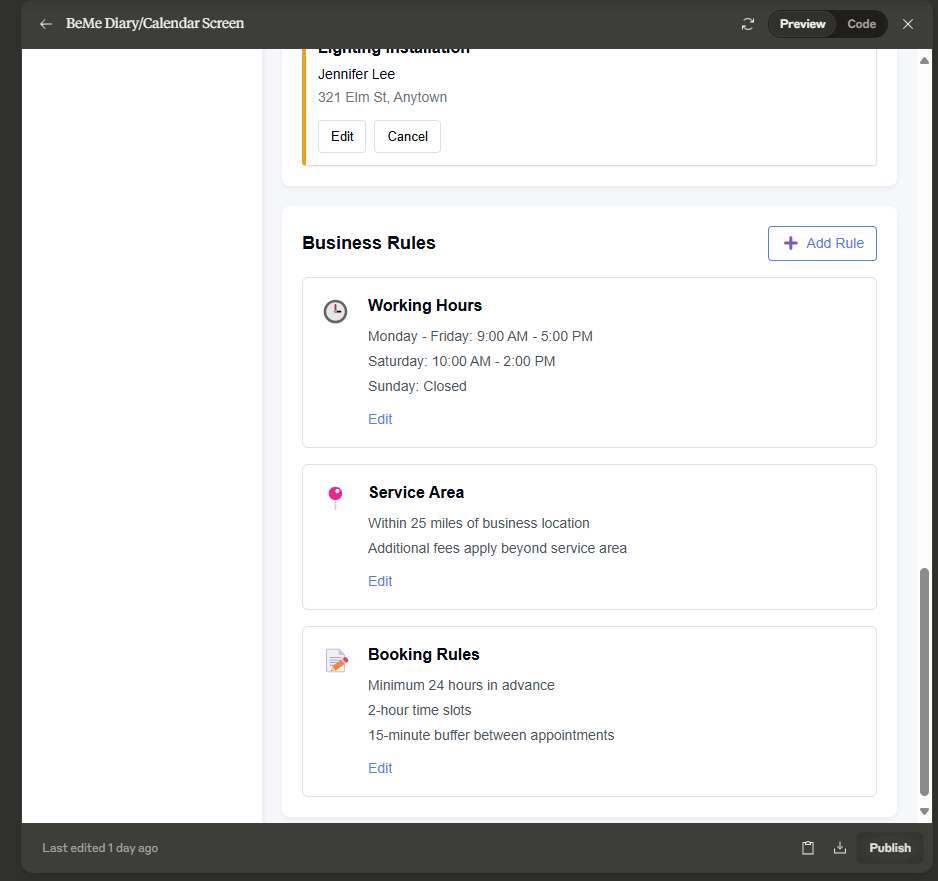 BeMe Diary/Calendar Screen
Preview
Code
Lighting Installation
Jennifer Lee
321 Elm St, Anytown
Edit
Cancel
Business Rules
Add Rule
Working Hours
Monday - Friday: 9:00 AM - 5:00 PM
Saturday: 10:00 AM - 2:00 PM
Sunday: Closed
Edit
Service Area
Within 25 miles of business location
Additional fees apply beyond service area
Edit
Booking Rules
Minimum 24 hours in advance
2-hour time slots
15-minute buffer between appointments
Edit
Last edited 1 day ago
Publish